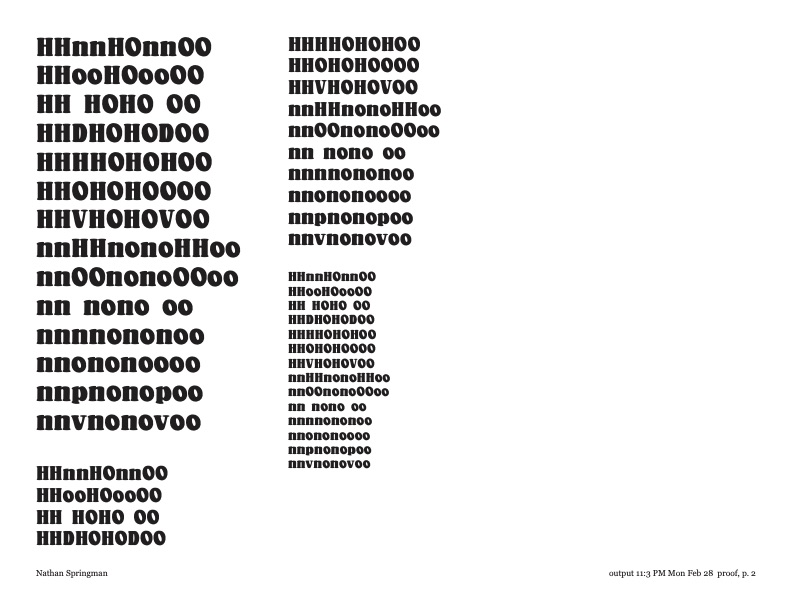 HHnnHOnnOO
HHooHOooOO
HH HOHO OO
HHDHOHODOO
HHHHOHOHOO
HHOHOHOOOO
HHVHOHOVOO
nnHHnonoHHoo
nnOOnonoOOoo
nn nono oo
nnnnononoo
nnononoooo
nnpnonopoo
nnvnonovoo
HHnnHOnnOO
HHooHOooOO
HH HOHO OO
HHDHOHODOO
HHHHOHOHOO
HHOHOHOOOO
HHVHOHOVOO
nnHHnonoHHoo
nnOOnonoOOoo
nn nono oo
nnnnononoo
nnononoooo
nnpnonopoo
nnvnonovoo
HHnnHOnnOO
HHooHOooOO
HH HOHO OO
HHDHOHODOO
HHHHOHOHOO
HHOHOHOOOO
HHVHOHOVOO
nnHHnonoHHoo
nnOOnonoOOoo
nn nono oo
nnnnononoo
nnononoooo
nnpnonopoo
nnvnonovoo
Nathan Springman
output 11:3 PM Mon Feb 28 proof, p. 2